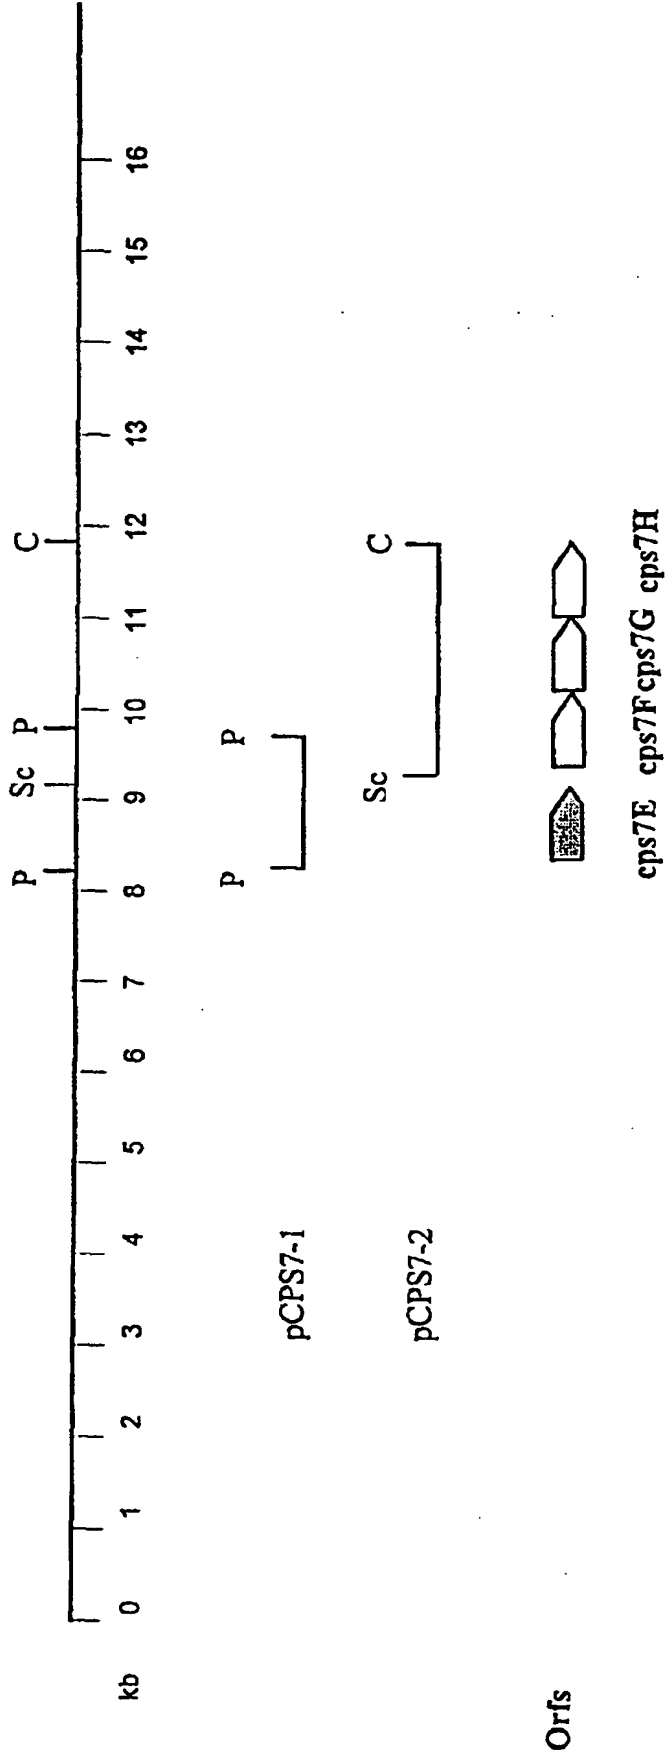 P Sc P C
kb 0 1 2 3 4 5 6 7 8 9 10 11 12 13 14 15 16
P P
pCPS7-1
Sc C
pCPS7-2
Orfs
cps7E cps7F cps7G cps7H